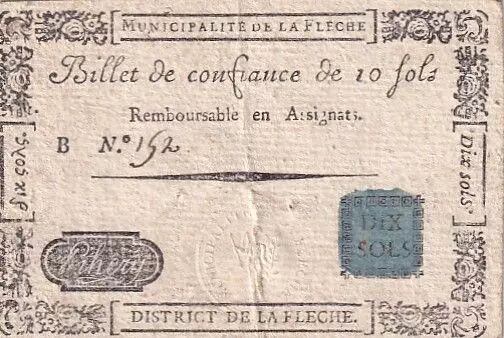 MUNICIPALITÉ DE LA FLECHE
Billet de confiance de 10 sols
Remboursable en Assignats.
B N.º 152
Dix sols
Dix sols
DIX
SOLS
DISTRICT DE LA FLECHE.